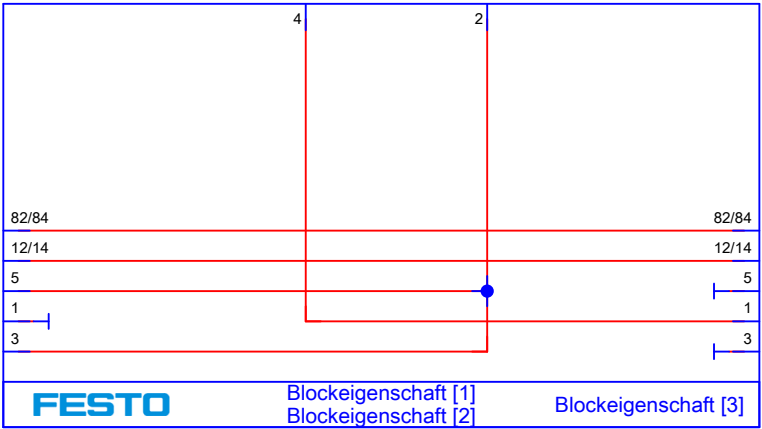 4 2
82/84 82/84
12/14 12/14
5 5
1 1
3 3
FESTO
Blockeigenschaft [1]
Blockeigenschaft [2]
Blockeigenschaft [3]